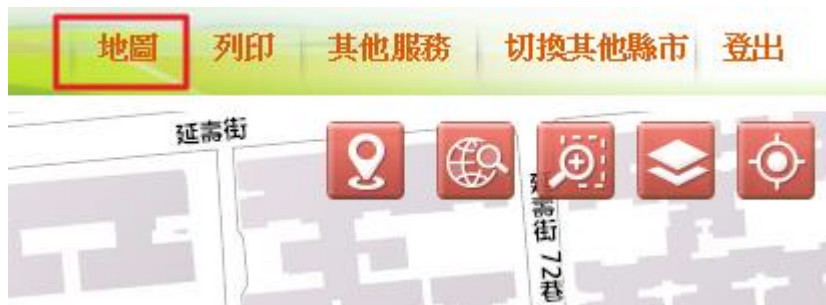 地圖 列印 其他服務 切換其他縣市 登出
延壽街
延壽街 72巷